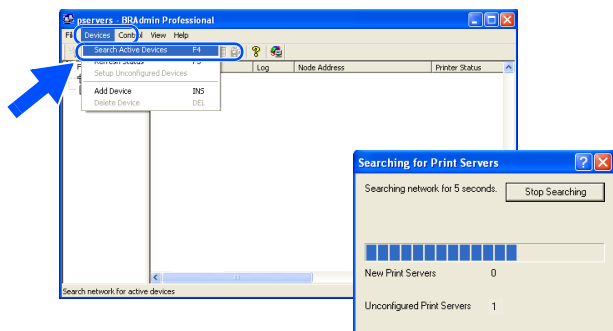 pservers - BRAdmin Professional
Devices Control View Help
Search Active Devices F4
Refresh Status F5
Log Node Address Printer Status
Setup Unconfigured Devices
Add Device INS
Delete Device DEL
Searching for Print Servers
Searching network for 5 seconds. Stop Searching
New Print Servers 0
Search network for active devices
Unconfigured Print Servers 1